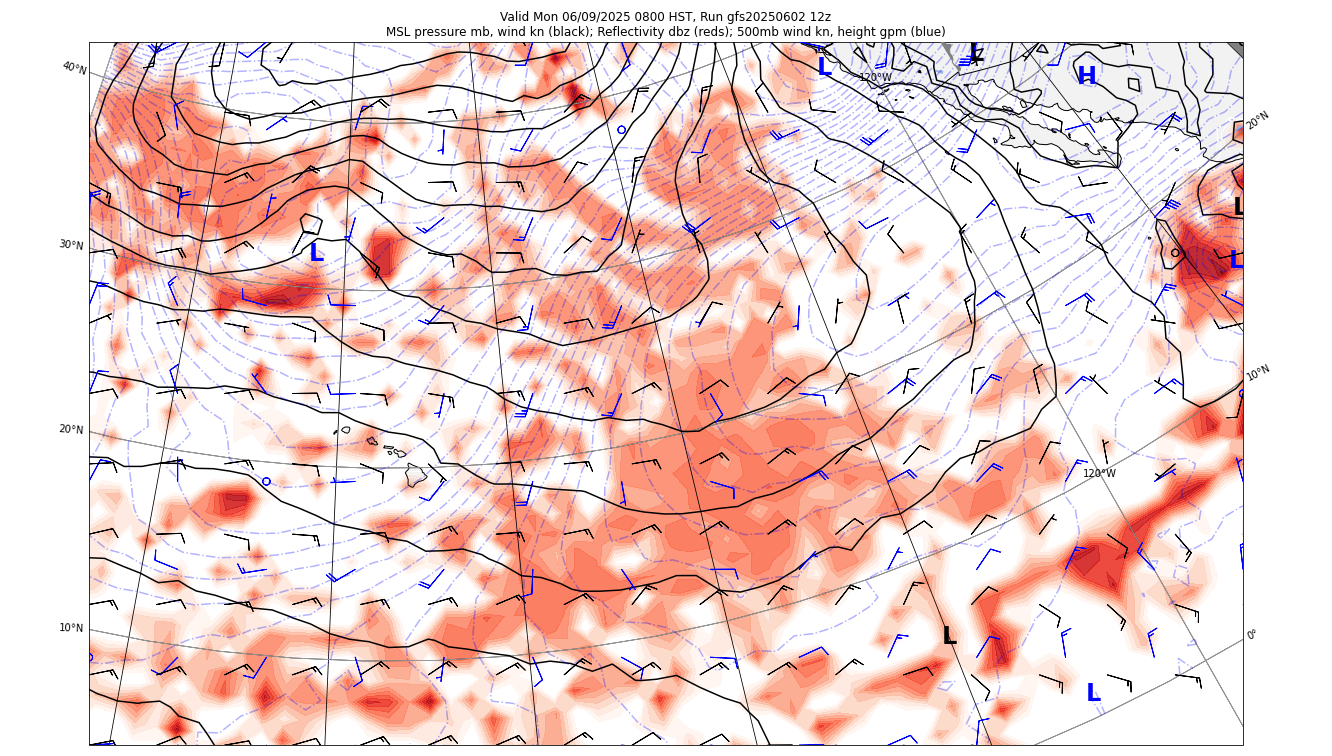 Valid Mon 06/09/2025 0800 HST, Run gfs20250602 12z
MSL pressure mb, wind kn (black); Reflectivity dbz (reds); 500mb wind kn, height gpm (blue)
L
L
H
120°W
40°N
20°N
L
30°N
L
L
10°N
20°N
120°W
10°N
0°
L
L